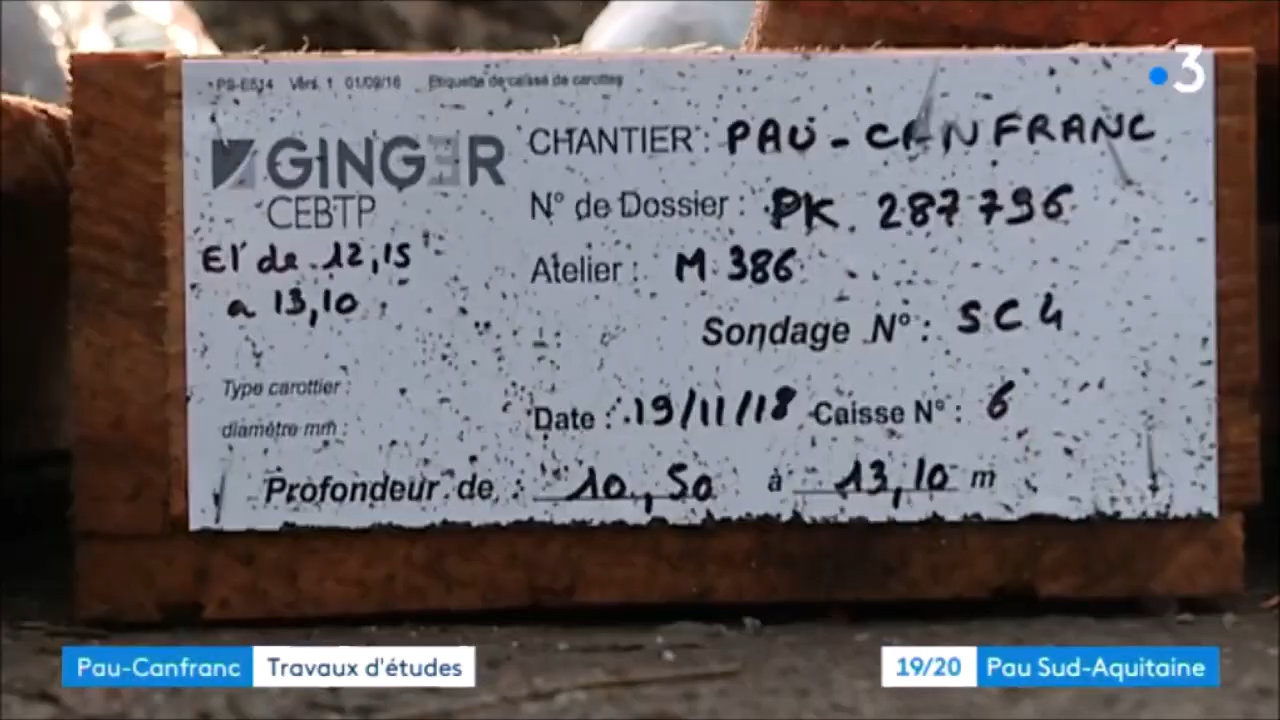 PS-E514 Vers. 1 01/09/16 Etiquette de caisse de carottes
3
GINGER
CEBTP
CHANTIER : PAU - CANFRANC
N° de Dossier : PK. 287796
El de 12,15
a 13,10
Atelier : M 386
Sondage N° : SC4
Type carottier :
diamètre mm :
Date : 19/11/18 Caisse N° : 6
Profondeur de : 10,50 à 13,10 m
Pau-Canfranc Travaux d'études
19/20 Pau Sud-Aquitaine